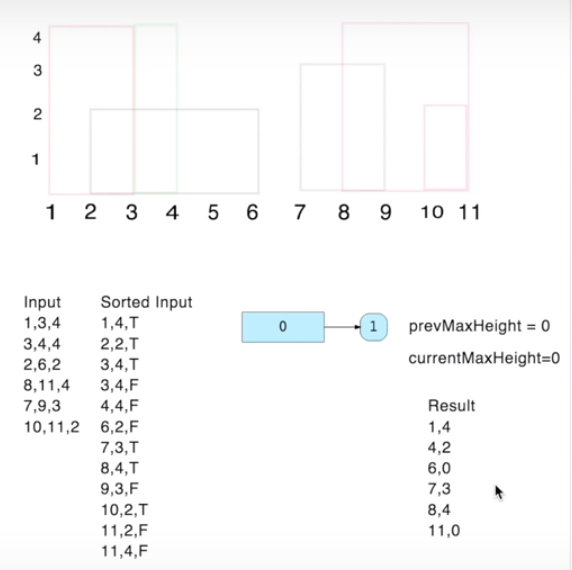 4
3
2
1
1 2 3 4 5 6 7 8 9 10 11
Input Sorted Input
1,3,4 1,4,T
3,4,4 2,2,T
2,6,2 3,4,T
8,11,4 3,4,F
7,9,3 4,4,F
10,11,2 6,2,F
7,3,T
8,4,T
9,3,F
10,2,T
11,2,F
11,4,F
0 1
prevMaxHeight = 0
currentMaxHeight=0
Result
1,4
4,2
6,0
7,3
8,4
11,0